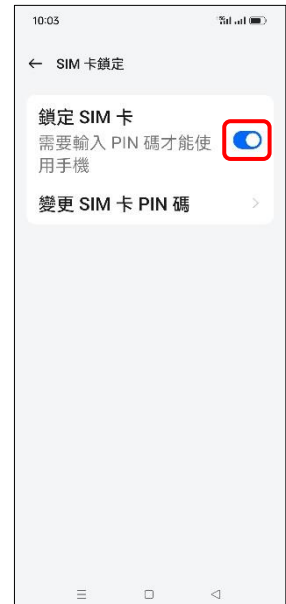 10:03
SIM 卡鎖定
鎖定 SIM 卡
需要輸入 PIN 碼才能使
用手機
變更 SIM 卡 PIN 碼